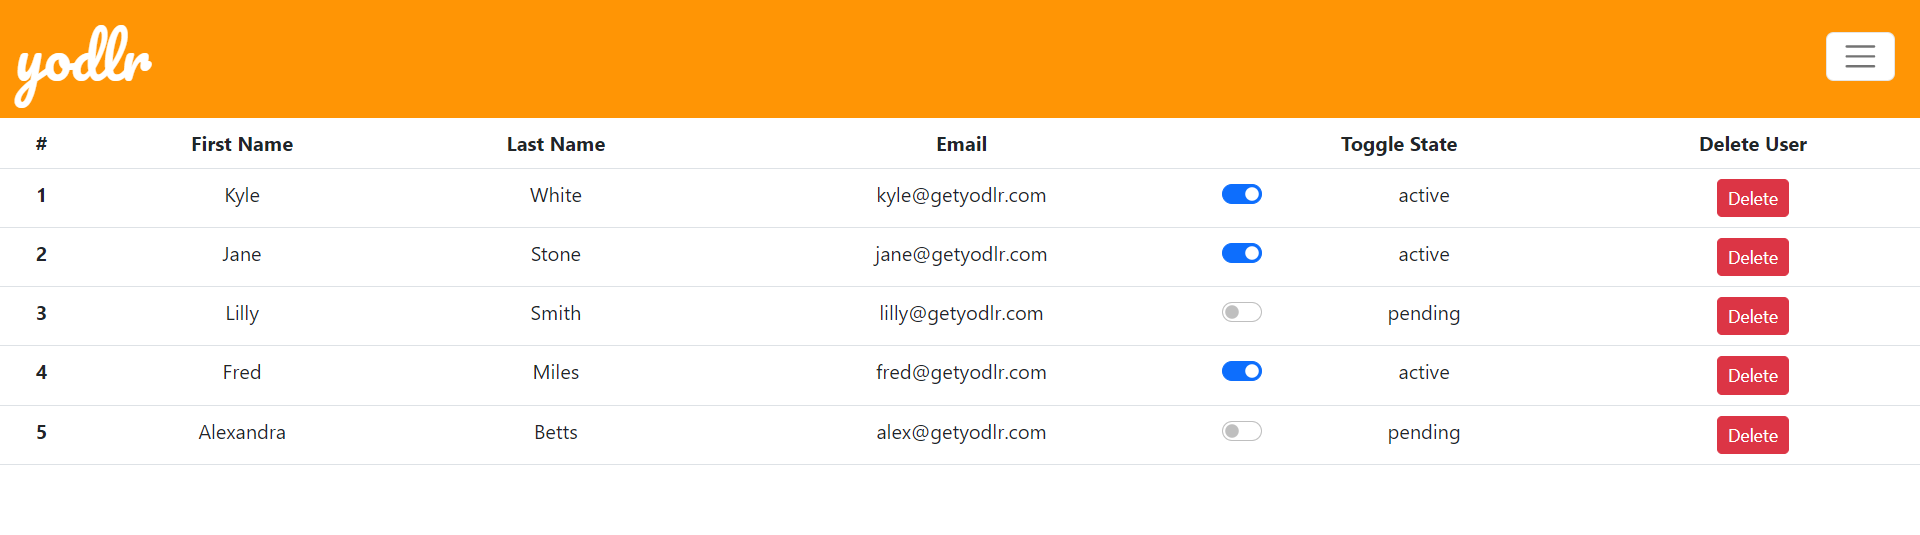 yodlr
# First Name Last Name Email Toggle State Delete User
1 Kyle White kyle@getyodlr.com active Delete
2 Jane Stone jane@getyodlr.com active Delete
3 Lilly Smith lilly@getyodlr.com pending Delete
4 Fred Miles fred@getyodlr.com active Delete
5 Alexandra Betts alex@getyodlr.com pending Delete